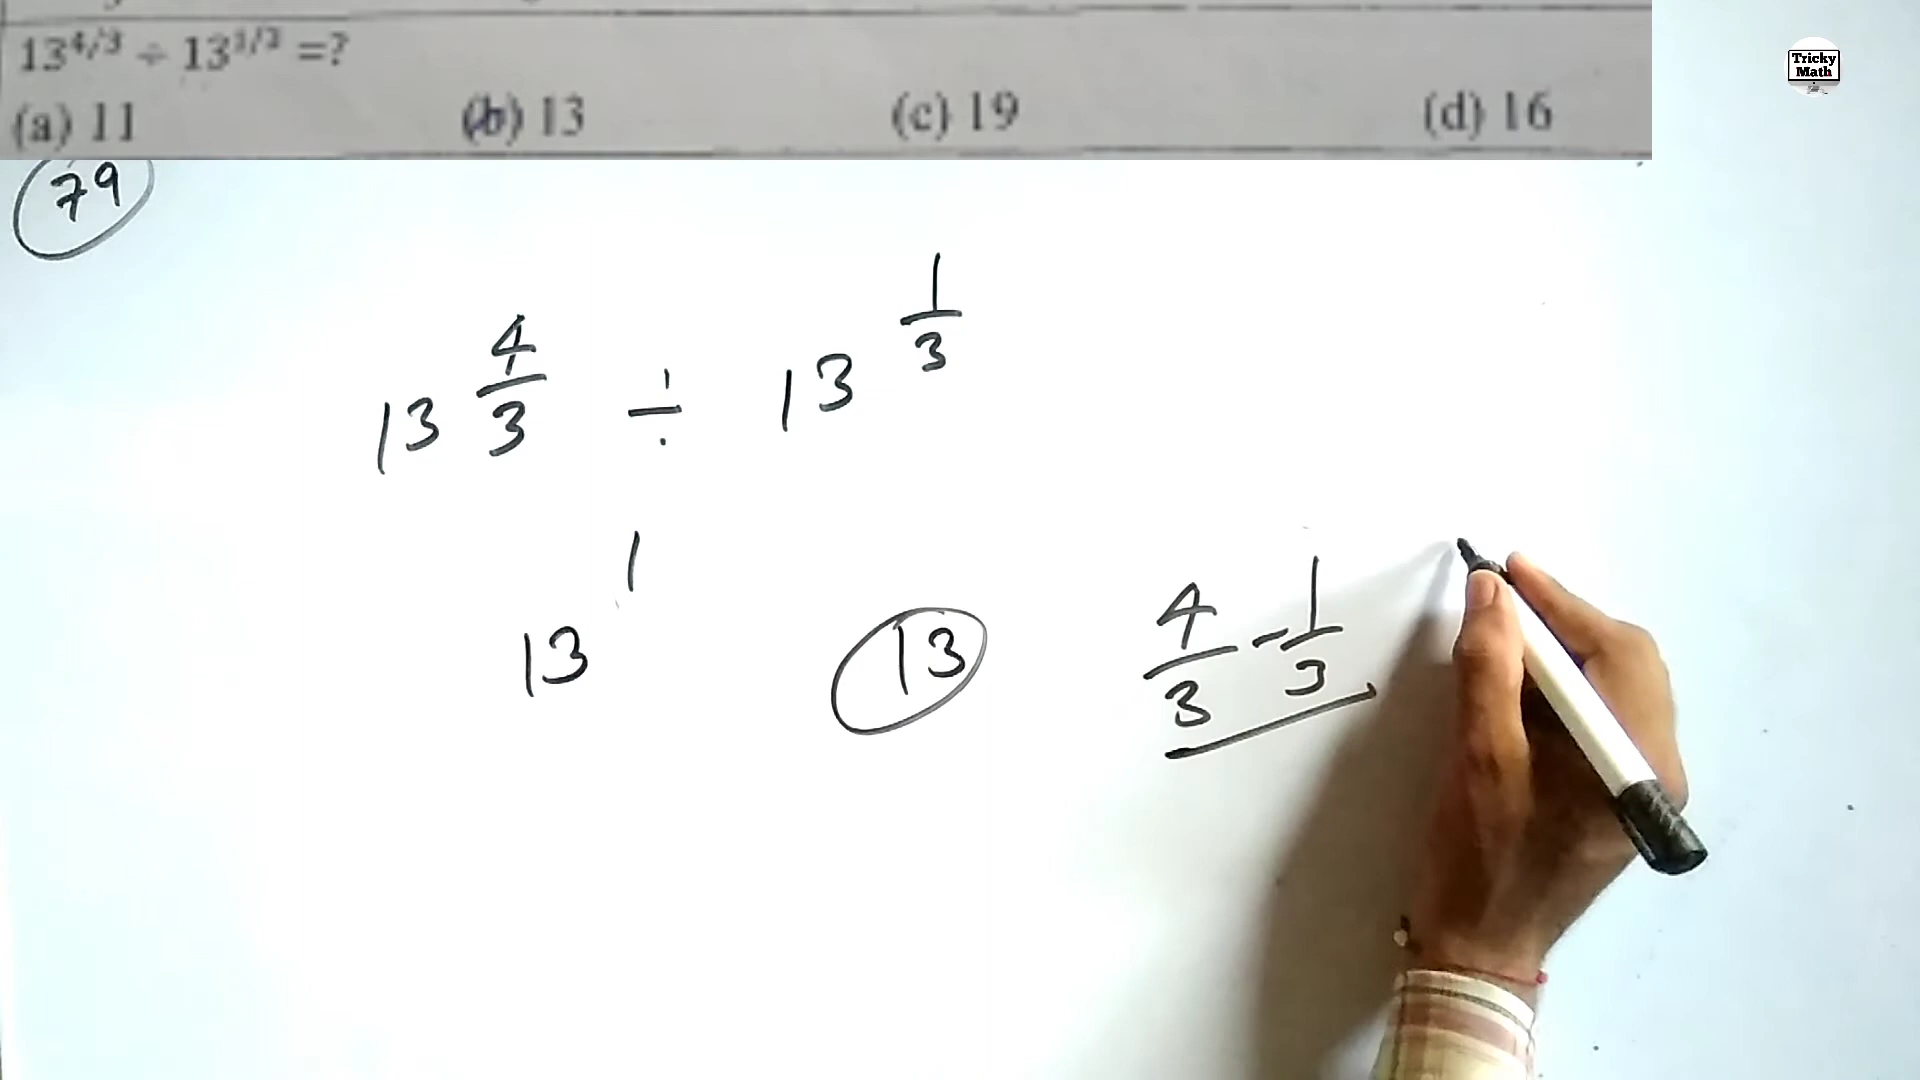 13^{4/3} ÷ 13^{1/3} =?
(a) 11 (b) 13 (c) 19 (d) 16
Tricky
Math
79
13^{4/3} ÷ 13^{1/3}
13^1 13 4/3 - 1/3